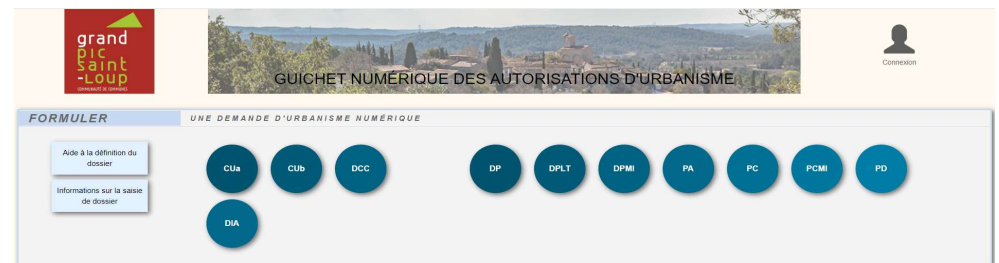 grand
pic
saint
-Loup
COMMUNAUTÉ DE COMMUNES
GUICHET NUMÉRIQUE DES AUTORISATIONS D'URBANISME
Connexion
FORMULER
UNE DEMANDE D'URBANISME NUMÉRIQUE
Aide à la définition du
dossier
Informations sur la saisie
de dossier
CUa
CUb
DCC
DP
DPLT
DPMI
PA
PC
PCMI
PD
DIA